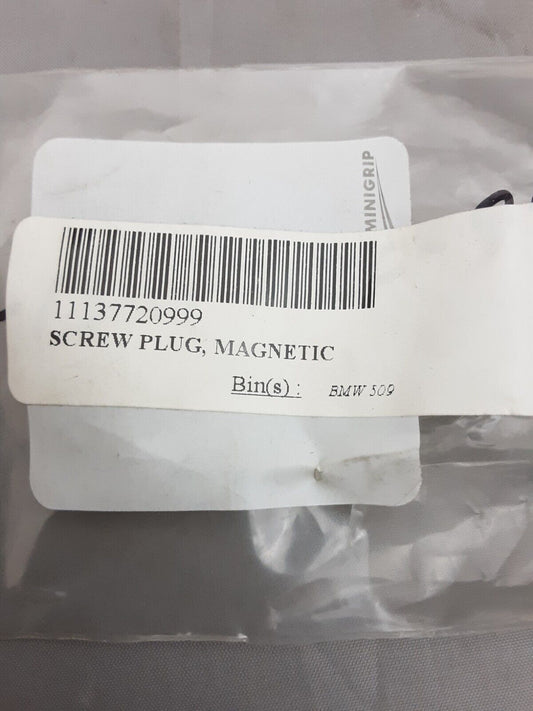 MINIGRIP
11137720999
SCREW PLUG, MAGNETIC
Bin(s) : BMW 509